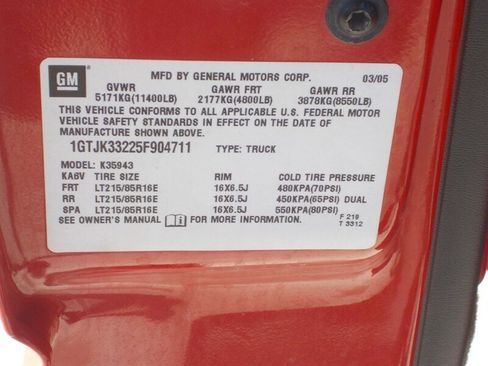 GM
MFD BY GENERAL MOTORS CORP. 03/05
GVWR GAWR FRT GAWR RR
5171KG(11400LB) 2177KG(4800LB) 3878KG(8550LB)
THIS VEHICLE CONFORMS TO ALL APPLICABLE U.S. FEDERAL MOTOR
VEHICLE SAFETY STANDARDS IN EFFECT ON THE DATE OF
MANUFACTURE SHOWN ABOVE.
1GTJK33225F904711 TYPE: TRUCK
MODEL: K35943
KA6V TIRE SIZE RIM COLD TIRE PRESSURE
FRT LT215/85R16E 16X6.5J 480KPA(70PSI)
RR LT215/85R16E 16X6.5J 450KPA(65PSI) DUAL
SPA LT215/85R16E 16X6.5J 550KPA(80PSI)
SEE OWNER'S MANUAL i FOR MORE INFORMATION.
F 219
T 3312